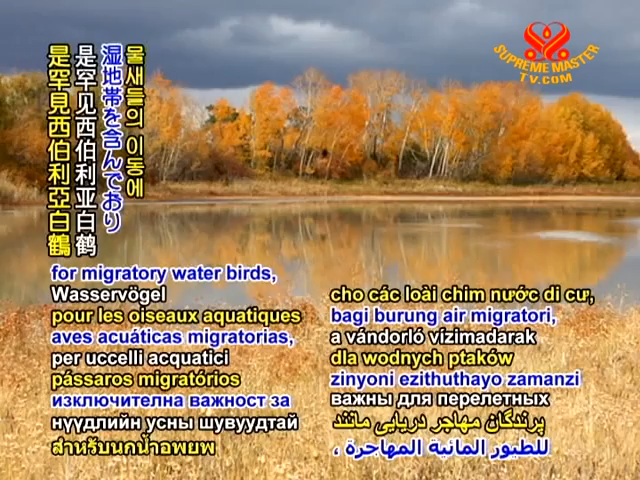 SUPREME MASTER
TV.COM
물새들의 이동에
湿地帯を含んでおり
是罕见西伯利亚白鹤
是罕見西伯利亞白鶴
for migratory water birds,
Wasservögel
pour les oiseaux aquatiques
aves acuáticas migratorias,
per uccelli acquatici
pássaros migratórios
изключителна важност за
нүүдлийн усны шувуудтай
สำหรับนกน้ำอพยพ
cho các loài chim nước di cư,
bagi burung air migratori,
a vándorló vízimadarak
dla wodnych ptaków
zinyoni ezithuthayo zamanzi
важны для перелетных
پرندگان مهاجر دریایی مانند
للطيور المائية المهاجرة ،